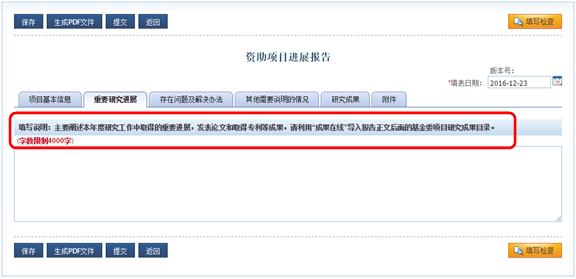 保存 生成PDF文件 提交 返回 填写检查
资助项目进展报告
版本号：
*填表日期： 2016-12-23
项目基本信息 重要研究进展 存在问题及解决办法 其他需要说明的情况 研究成果 附件
填写说明：主要阐述本年度研究工作中取得的重要进展，发表论文和取得专利等成果，请利用“成果在线”导入报告正文后面的基金委项目研究成果目录。
(字数限制4000字)
保存 生成PDF文件 提交 返回 填写检查